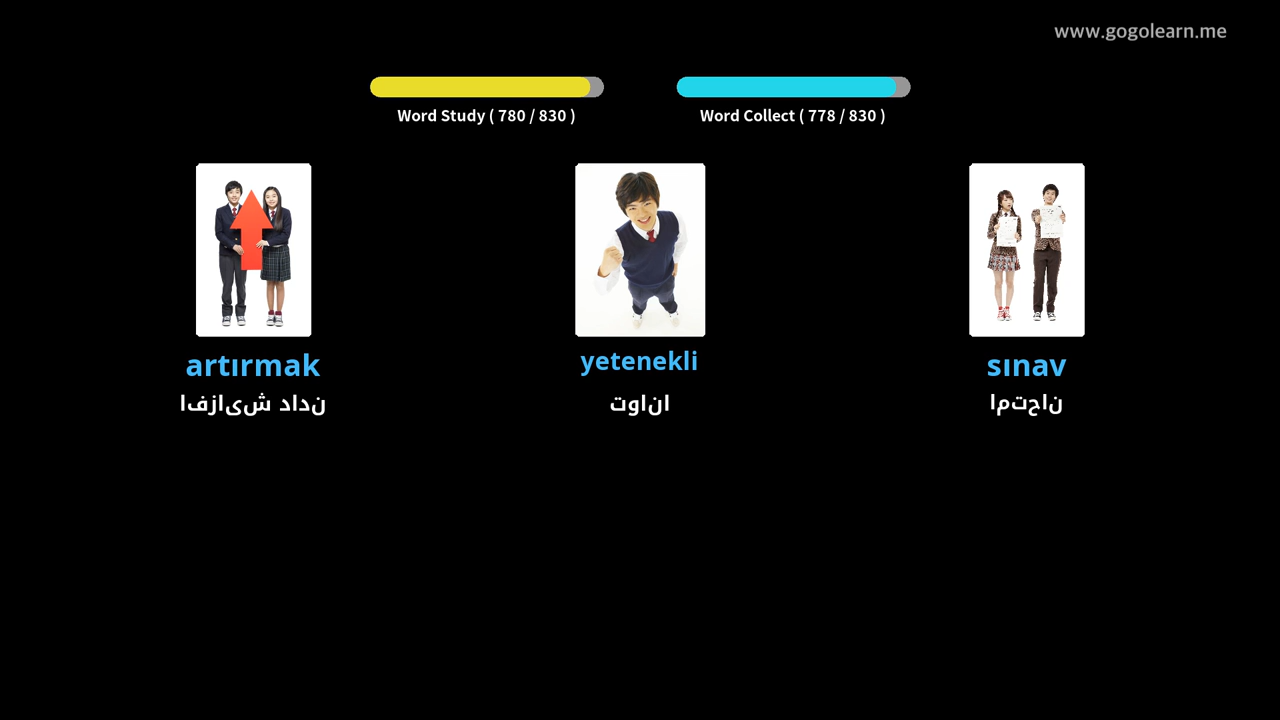 www.gogolearn.me
Word Study ( 780 / 830 )
Word Collect ( 778 / 830 )
artırmak
افزایش دادن
yetenekli
توانا
sınav
امتحان